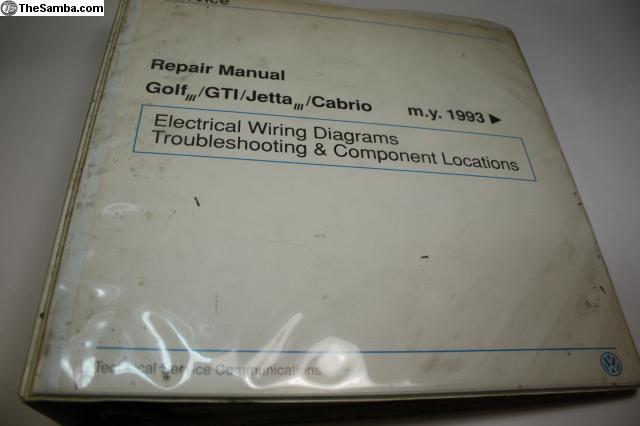 TheSamba.com
Service
Repair Manual
Golf III/GTI/Jetta III/Cabrio m.y. 1993 ►
Electrical Wiring Diagrams
Troubleshooting & Component Locations
Technical Service Communications